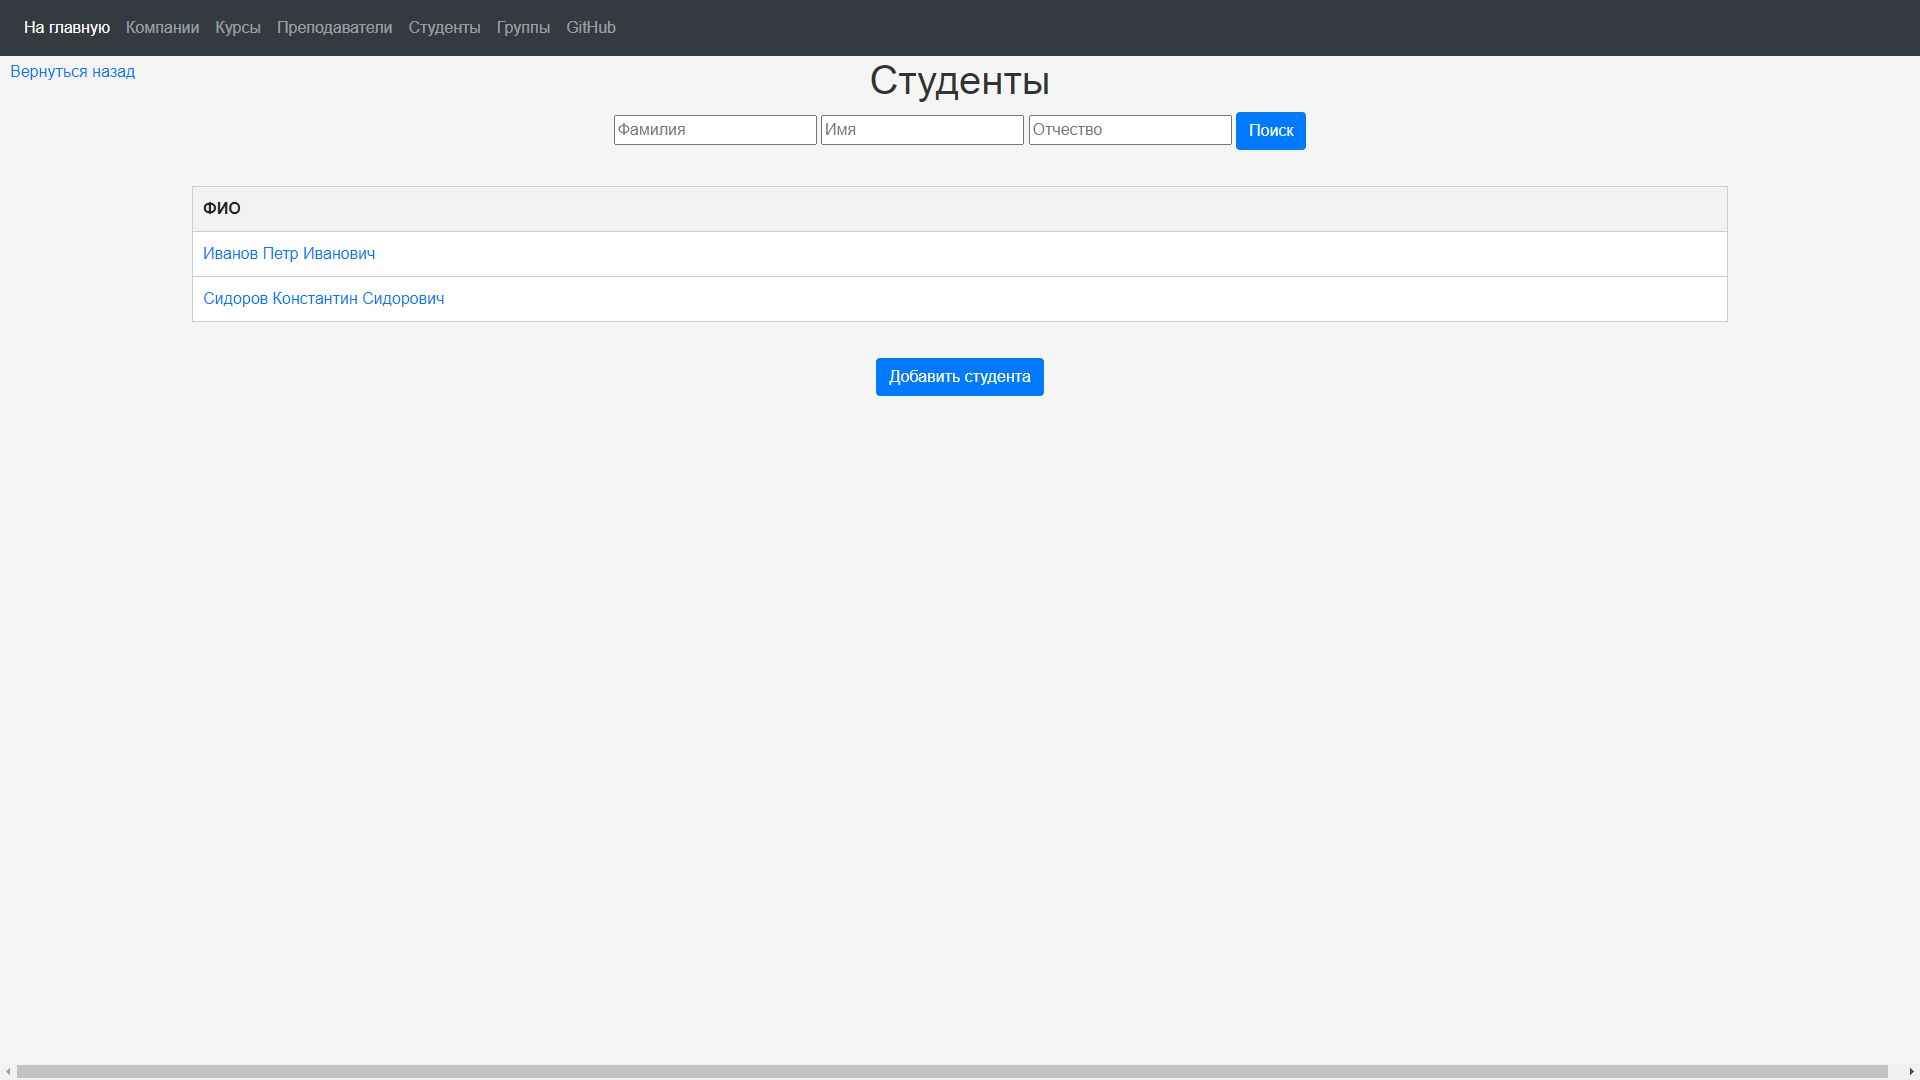 На главную Компании Курсы Преподаватели Студенты Группы GitHub
Вернуться назад
Студенты
Фамилия Имя Отчество Поиск
ФИО
Иванов Петр Иванович
Сидоров Константин Сидорович
Добавить студента